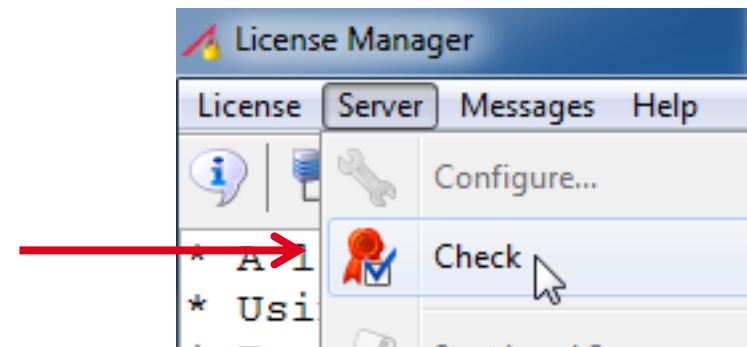 License Manager
License Server Messages Help
Configure...
* A l
Check
* Usi
*